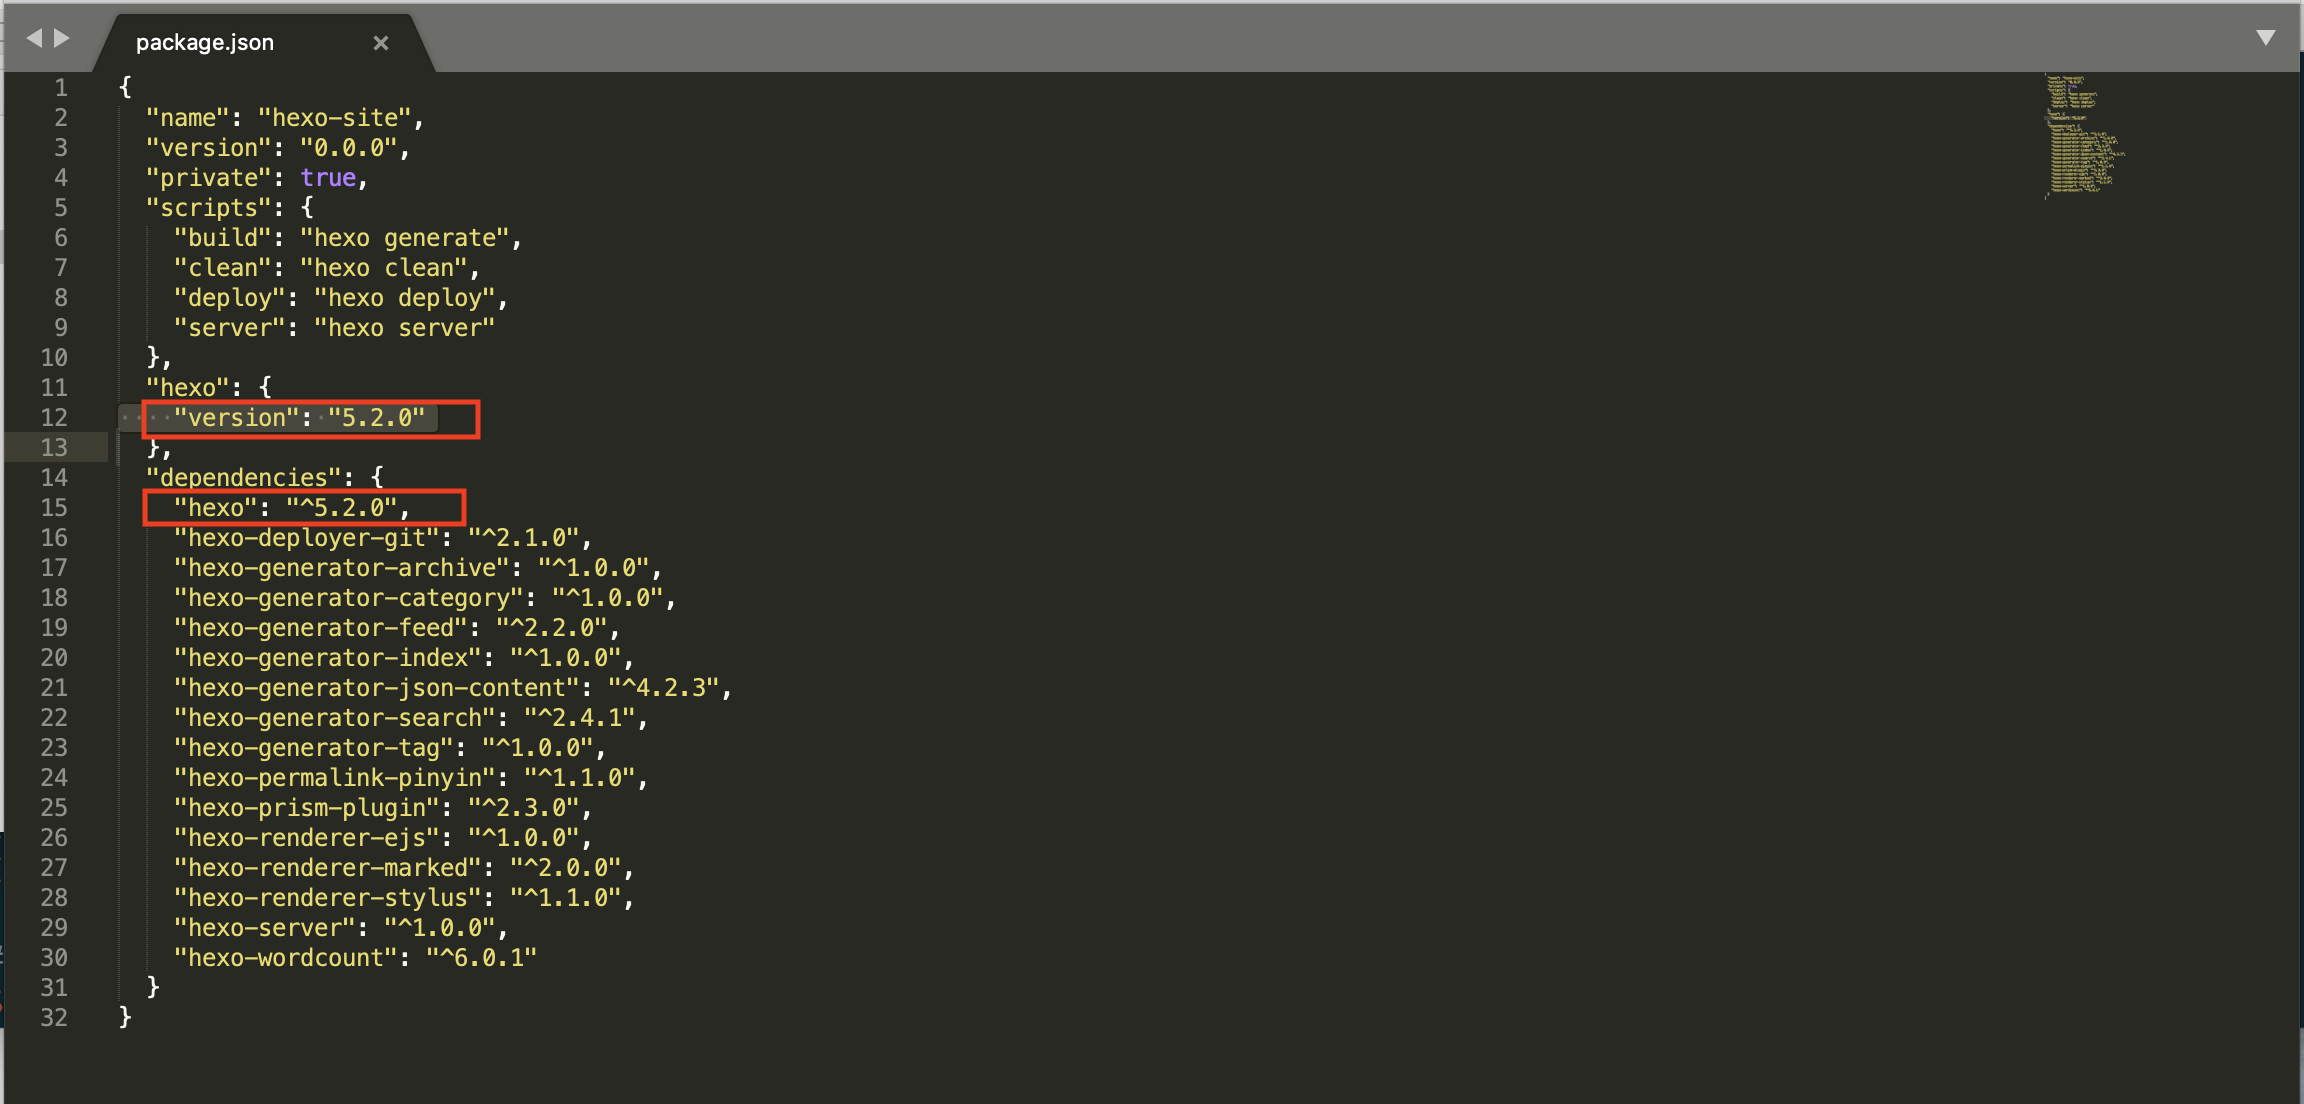 package.json
1 {
2 "name": "hexo-site",
3 "version": "0.0.0",
4 "private": true,
5 "scripts": {
6 "build": "hexo generate",
7 "clean": "hexo clean",
8 "deploy": "hexo deploy",
9 "server": "hexo server"
10 },
11 "hexo": {
12 "version": "5.2.0"
13 },
14 "dependencies": {
15 "hexo": "^5.2.0",
16 "hexo-deployer-git": "^2.1.0",
17 "hexo-generator-archive": "^1.0.0",
18 "hexo-generator-category": "^1.0.0",
19 "hexo-generator-feed": "^2.2.0",
20 "hexo-generator-index": "^1.0.0",
21 "hexo-generator-json-content": "^4.2.3",
22 "hexo-generator-search": "^2.4.1",
23 "hexo-generator-tag": "^1.0.0",
24 "hexo-permalink-pinyin": "^1.1.0",
25 "hexo-prism-plugin": "^2.3.0",
26 "hexo-renderer-ejs": "^1.0.0",
27 "hexo-renderer-marked": "^2.0.0",
28 "hexo-renderer-stylus": "^1.1.0",
29 "hexo-server": "^1.0.0",
30 "hexo-wordcount": "^6.0.1"
31 }
32 }